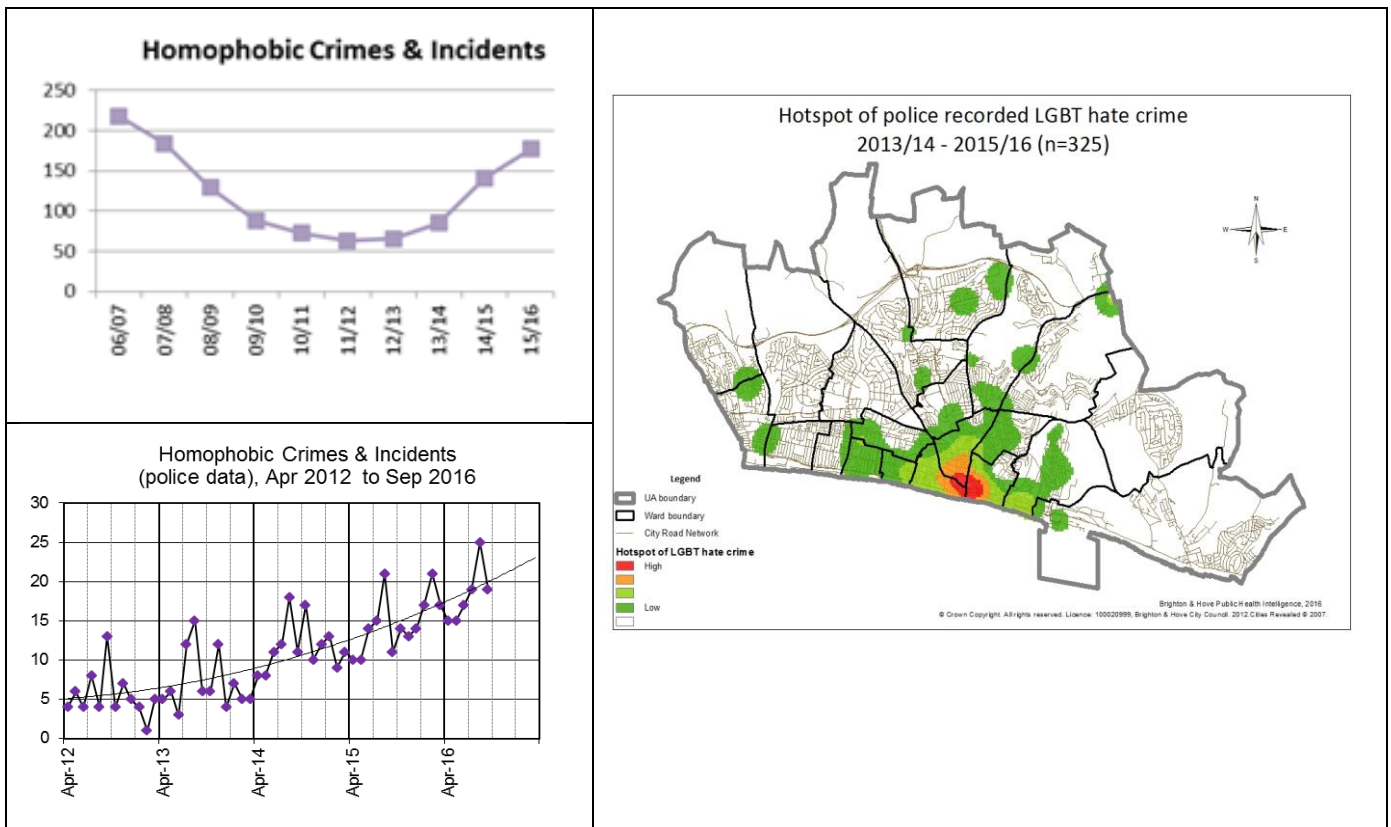 Homophobic Crimes & Incidents
250
200
150
100
50
0
06/07
07/08
08/09
09/10
10/11
11/12
12/13
13/14
14/15
15/16
Homophobic Crimes & Incidents
(police data), Apr 2012 to Sep 2016
30
25
20
15
10
5
0
Apr-12
Apr-13
Apr-14
Apr-15
Apr-16
Hotspot of police recorded LGBT hate crime
2013/14 - 2015/16 (n=325)
N
W
E
S
Legend
UA boundary
Ward boundary
City Road Network
Hotspot of LGBT hate crime
High
Low
Brighton & Hove Public Health Intelligence, 2016
© Crown Copyright. All rights reserved. Licence: 100020999, Brighton & Hove City Council. 2012.Cities Revealed © 2007.